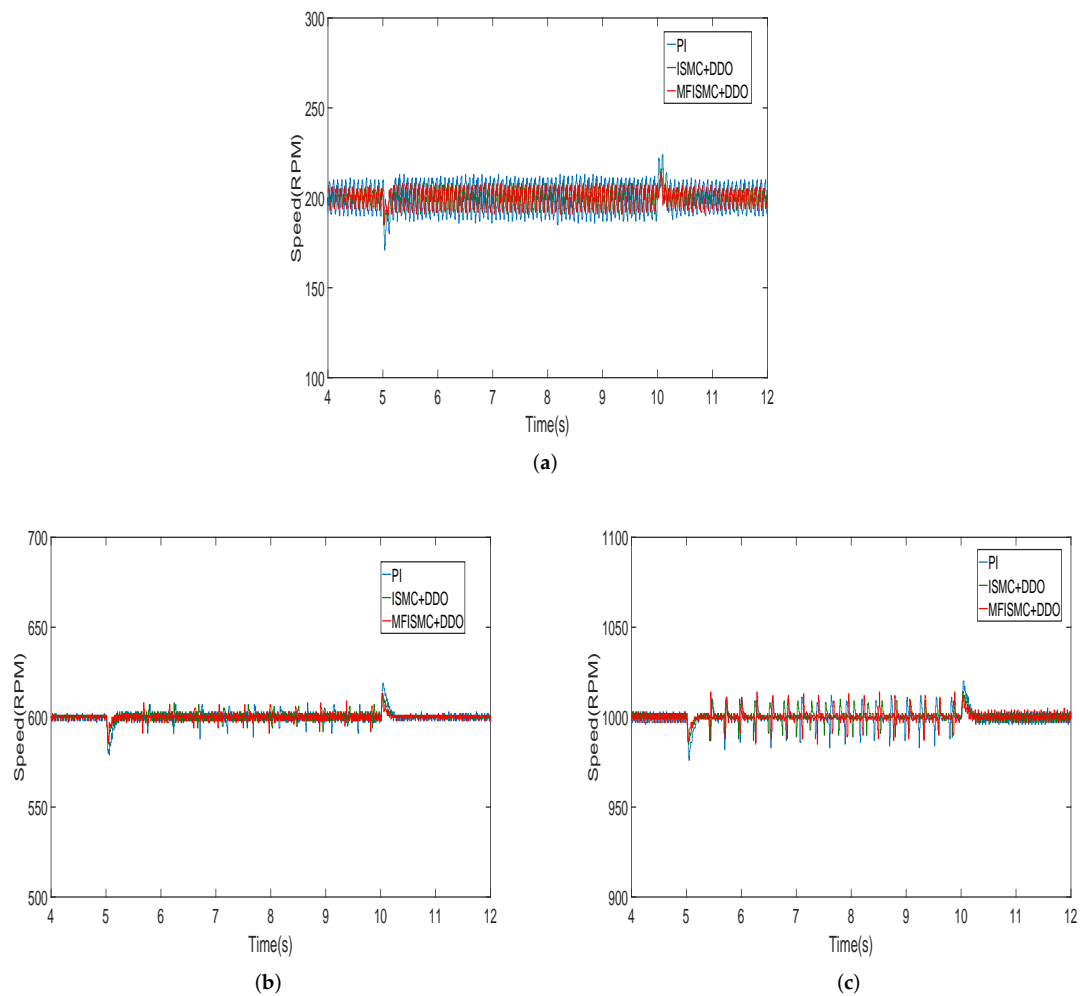 300
250
200
150
100
Speed(RPM)
4 5 6 7 8 9 10 11 12
Time(s)
PI
ISMC+DDO
MFISMC+DDO
(a)
700
650
600
550
500
Speed(RPM)
4 5 6 7 8 9 10 11 12
Time(s)
PI
ISMC+DDO
MFISMC+DDO
(b)
1100
1050
1000
950
900
Speed(RPM)
4 5 6 7 8 9 10 11 12
Time(s)
PI
ISMC+DDO
MFISMC+DDO
(c)